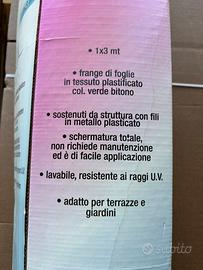 • 1x3 mt
• frange di foglie
in tessuto plastificato
col. verde bitono
• sostenuti da struttura con fili
in metallo plastificato
• schermatura totale,
non richiede manutenzione
ed è di facile applicazione
• lavabile, resistente ai raggi U.V.
• adatto per terrazze e
giardini
subito